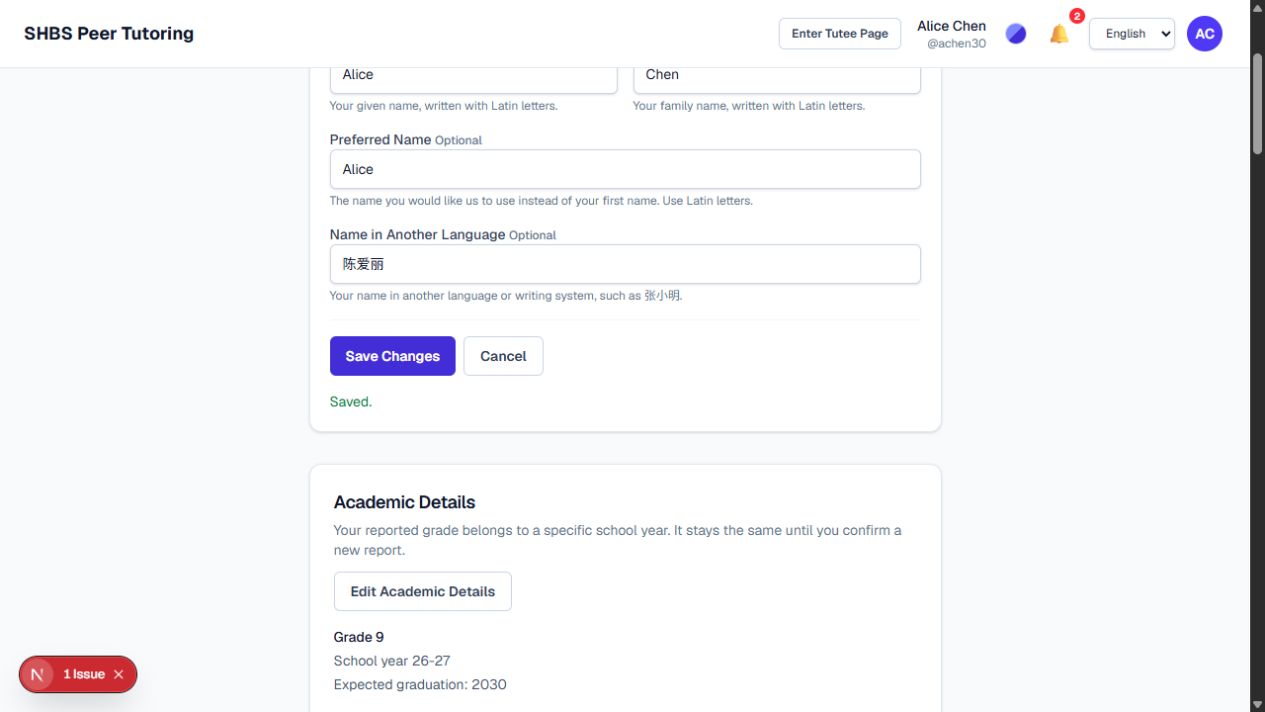 SHBS Peer Tutoring
Enter Tutee Page
Alice Chen
@achen30
2
English
AC
Alice
Chen
Your given name, written with Latin letters.
Your family name, written with Latin letters.
Preferred Name Optional
Alice
The name you would like us to use instead of your first name. Use Latin letters.
Name in Another Language Optional
陈爱丽
Your name in another language or writing system, such as 张小明.
Save Changes
Cancel
Saved.
Academic Details
Your reported grade belongs to a specific school year. It stays the same until you confirm a
new report.
Edit Academic Details
Grade 9
School year 26-27
Expected graduation: 2030
N
1 Issue